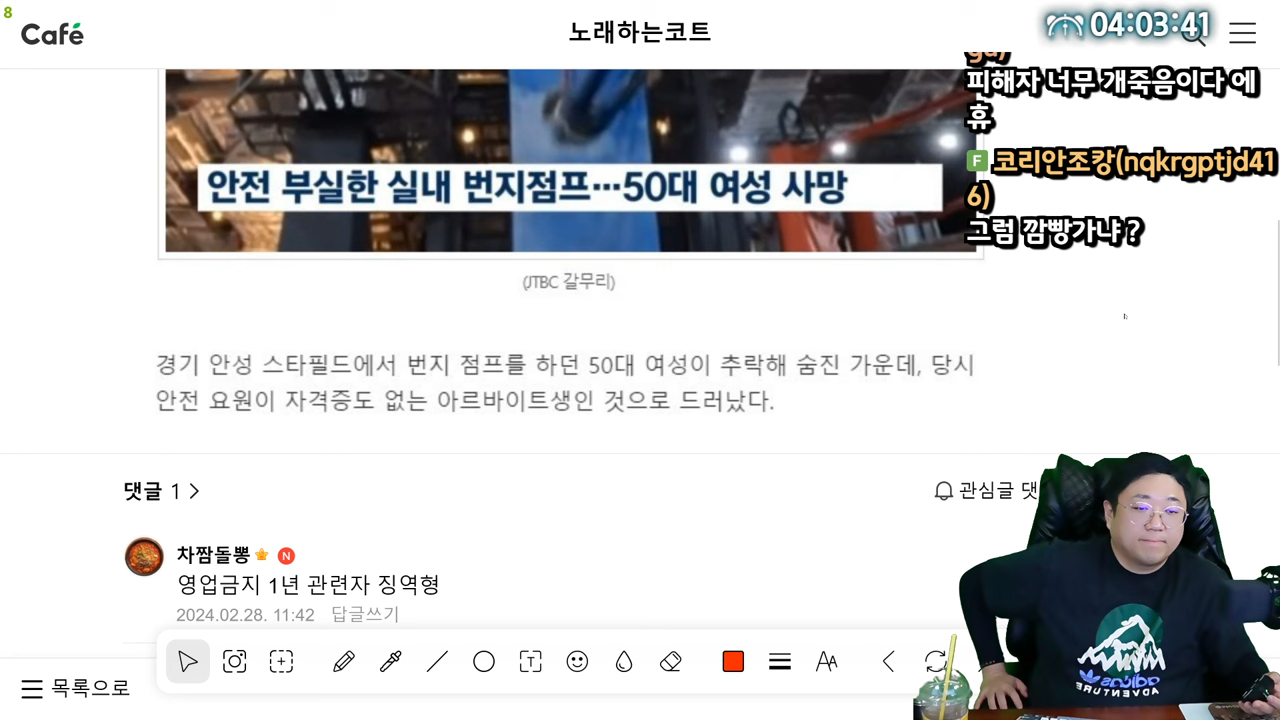 8
Café
노래하는코트
04:03:41
피해자 너무 개죽음이다 에
휴
F 코리안조캉(nqkrgptjd41
6)
그럼 깜빵가냐 ?
안전 부실한 실내 번지점프…50대 여성 사망
(JTBC 갈무리)
경기 안성 스타필드에서 번지 점프를 하던 50대 여성이 추락해 숨진 가운데, 당시
안전 요원이 자격증도 없는 아르바이트생인 것으로 드러났다.
댓글 1
관심글 댓
차짬돌뽕 N
영업금지 1년 관련자 징역형
2024.02.28. 11:42 답글쓰기
목록으로
adidas
ADVENTURE